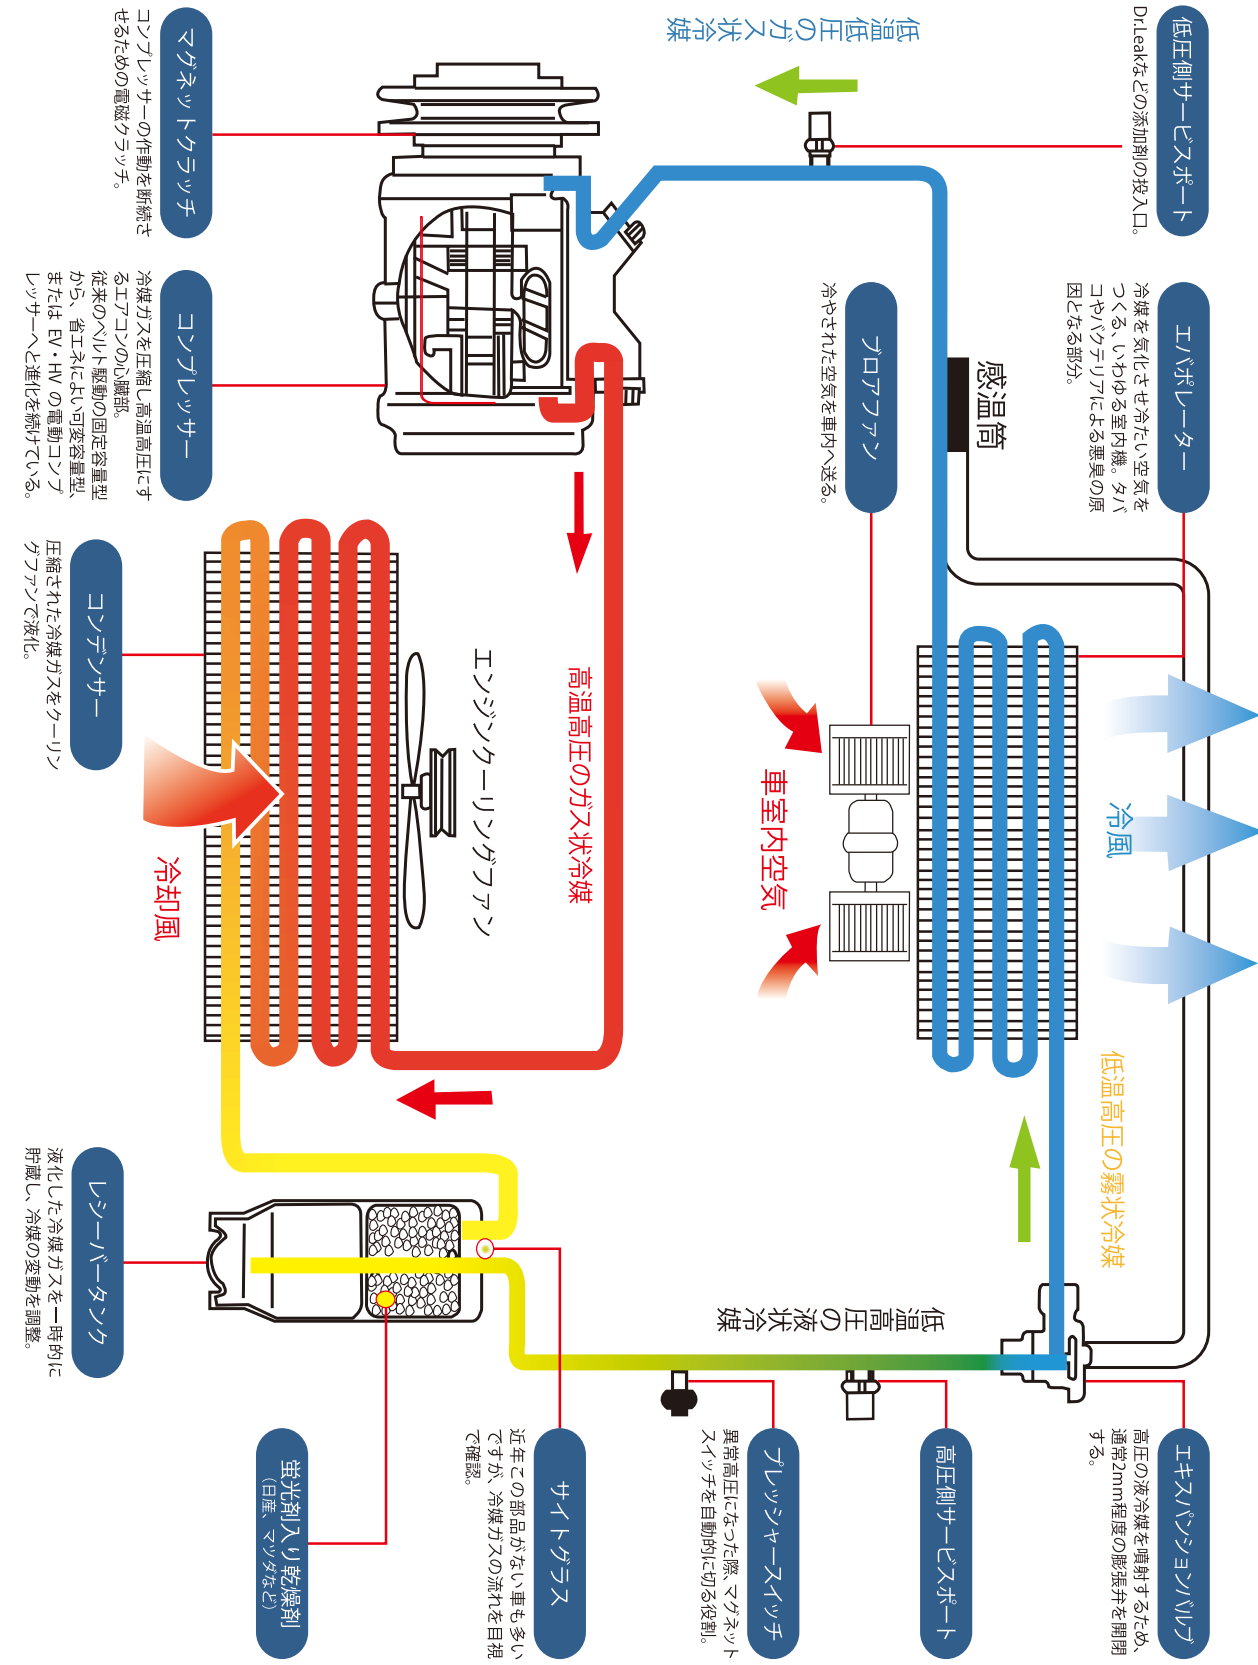 低圧側サービスポート
Dr.Leakなどの添加剤の投入口。
エバポレーター
冷媒を気化させ冷たい空気を
つくる、いわゆる室内機。タバ
コやバクテリアによる悪臭の原
因となる部分。
エキスパンションバルブ
高圧の液冷媒を噴射するため、
通常2mm程度の膨張弁を開閉
する。
感温筒
冷風
低温高圧の霧状冷媒
高圧側サービスポート
低温低圧のガス状冷
媒
ブロアファン
冷やされた空気を車内へ送る。
車室内空気
低温高圧の液状冷
媒
プレッシャースイッチ
異常高圧になった際、マグネット
スイッチを自動的に切る役割。
高温高圧のガス状冷媒
エンジンクーリングファン
サイトグラス
近年この部品がない車も多い
ですが、冷媒ガスの流れを目視
で確認。
蛍光剤入り乾燥剤
（日産、マツダなど）
マグネットクラッチ
コンプレッサーの作動を断続さ
せるための電磁クラッチ。
コンプレッサー
冷媒ガスを圧縮し高温高圧にす
るエアコンの心臓部。
従来のベルト駆動の固定容量型
から、省エネによい可変容量型、
または EV・HV の電動コンプ
レッサーへと進化を続けている。
冷却風
コンデンサー
圧縮された冷媒ガスをクーリン
グファンで液化。
レシーバータンク
液化した冷媒ガスを一時的に
貯蔵し、冷媒の変動を調整。